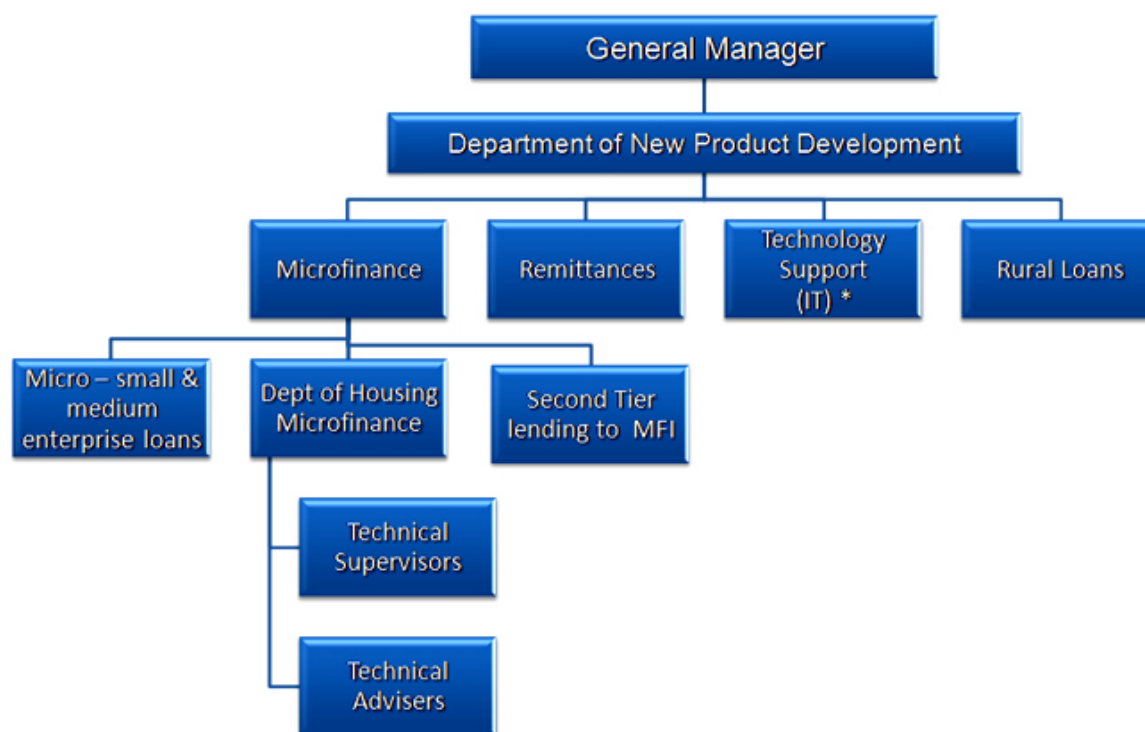 General Manager
Department of New Product Development
Microfinance
Remittances
Technology
Support
(IT) *
Rural Loans
Micro – small &
medium
enterprise loans
Dept of Housing
Microfinance
Second Tier
lending to MFI
Technical
Supervisors
Technical
Advisers